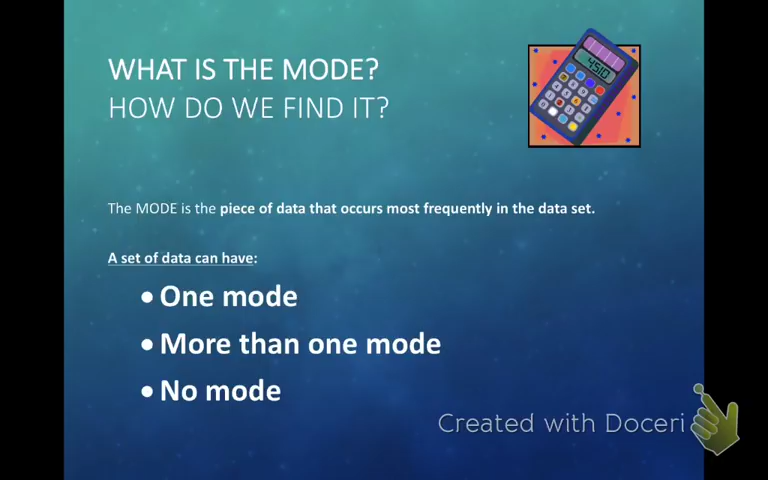 WHAT IS THE MODE?
HOW DO WE FIND IT?
4510
The MODE is the piece of data that occurs most frequently in the data set.
A set of data can have:
• One mode
• More than one mode
• No mode
Created with Doceri